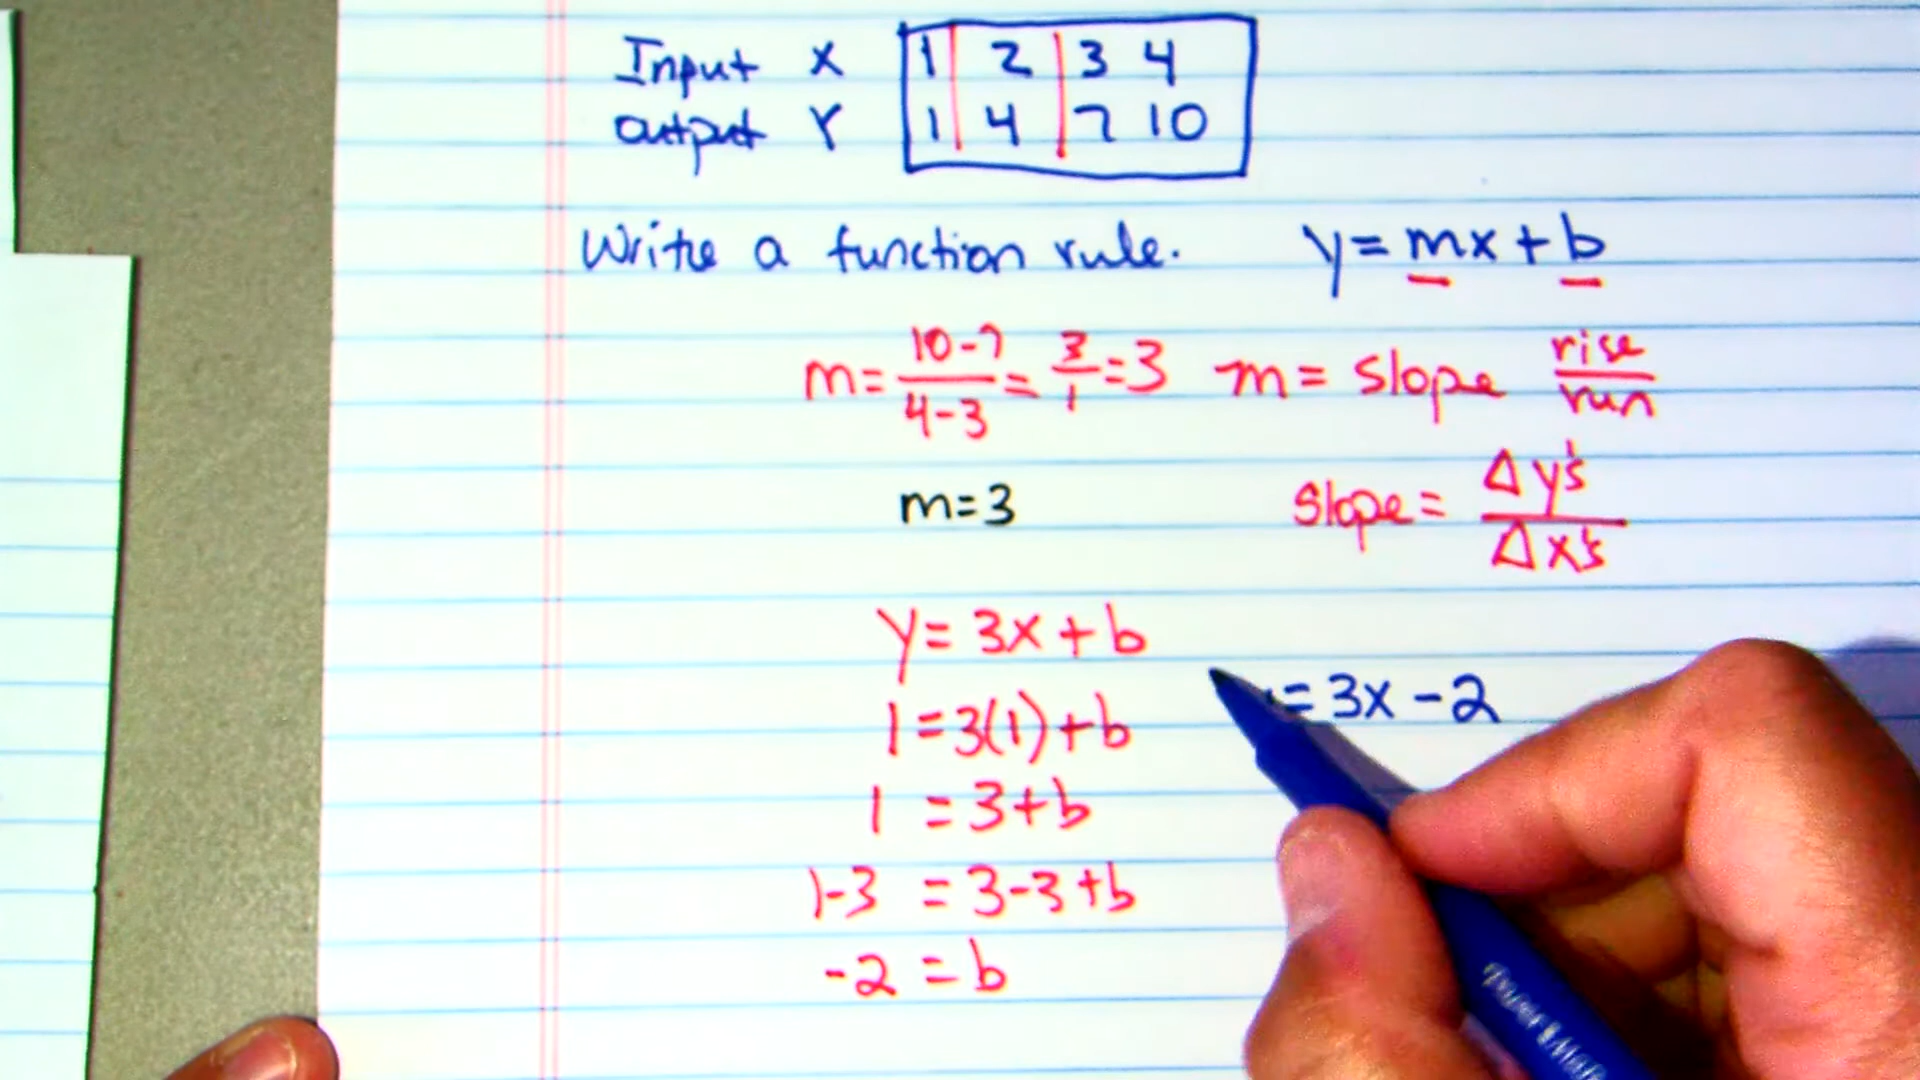 Input X 1 2 3 4
output Y 1 4 7 10
Write a function rule. y = mx + b
m = 10-7/4-3 = 3/1 = 3 m = slope rise/run
m = 3 slope = Δy's/Δx's
y = 3x + b
= 3x - 2
1 = 3(1) + b
1 = 3 + b
1-3 = 3-3+b
-2 = b